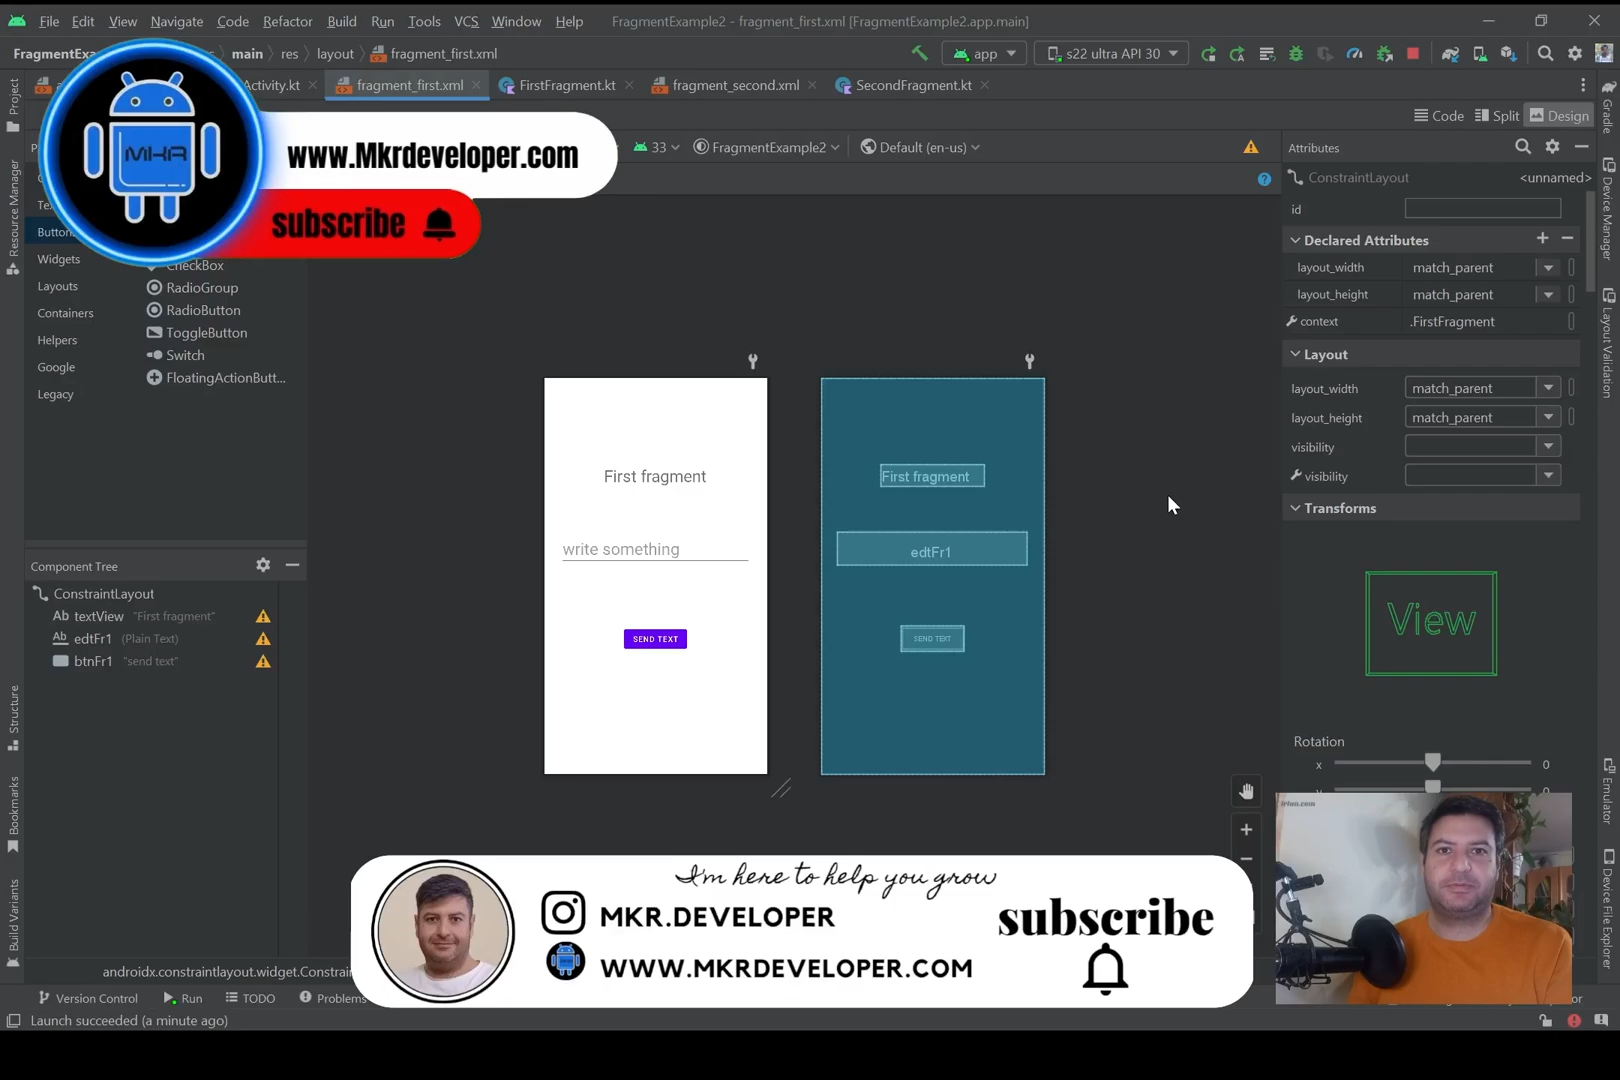 File Edit View Navigate Code Refactor Build Run Tools VCS Window Help FragmentExample2 - fragment_first.xml [FragmentExample2.app.main]
FragmentExa main res layout fragment_first.xml app s22 ultra API 30
Activity.kt fragment_first.xml FirstFragment.kt fragment_second.xml SecondFragment.kt
Code Split Design
33 FragmentExample2 Default (en-us)
MKR
www.Mkrdeveloper.com
subscribe
Button
Widgets
Layouts
Containers
Helpers
Google
Legacy
CheckBox
RadioGroup
RadioButton
ToggleButton
Switch
FloatingActionButt...
Project
Resource Manager
Structure
Bookmarks
Build Variants
Component Tree
ConstraintLayout
Ab textView "First fragment"
Ab edtFr1 (Plain Text)
btnFr1 "send text"
First fragment
write something
SEND TEXT
First fragment
edtFr1
SEND TEXT
Attributes
ConstraintLayout <unnamed>
id
Declared Attributes
layout_width match_parent
layout_height match_parent
context .FirstFragment
Layout
layout_width match_parent
layout_height match_parent
visibility
visibility
Transforms
View
Rotation
x 0
Gradle
Device Manager
Layout Validation
Emulator
Device File Explorer
I'm here to help you grow
MKR.DEVELOPER
WWW.MKRDEVELOPER.COM
subscribe
androidx.constraintlayout.widget.Constrain
Version Control Run TODO Problems
Launch succeeded (a minute ago)